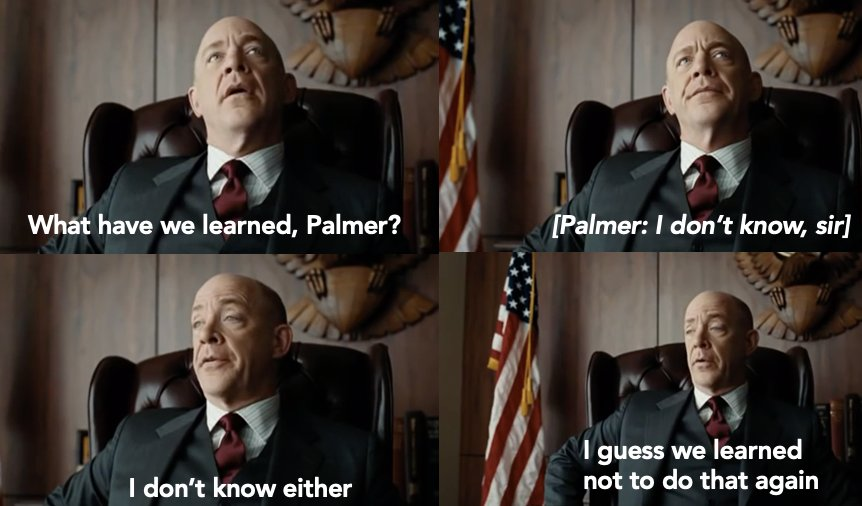 What have we learned, Palmer?
[Palmer: I don't know, sir]
I don't know either
I guess we learned
not to do that again